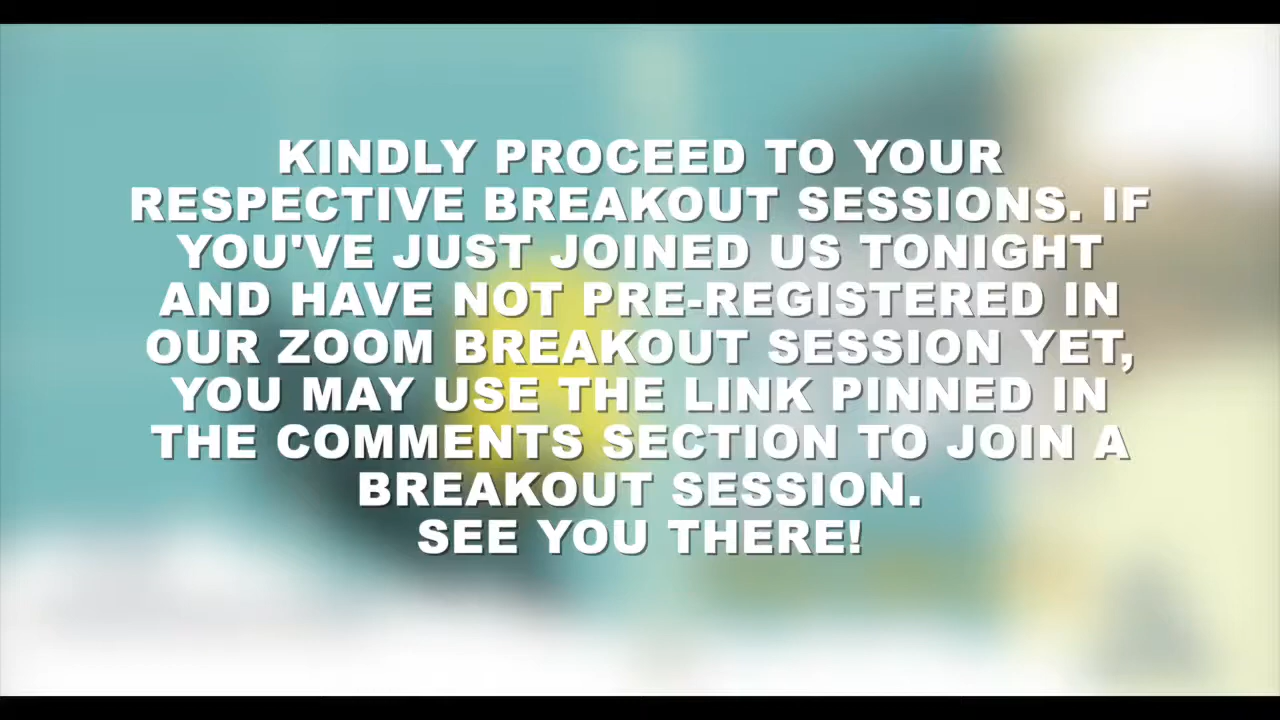 KINDLY PROCEED TO YOUR
RESPECTIVE BREAKOUT SESSIONS. IF
YOU'VE JUST JOINED US TONIGHT
AND HAVE NOT PRE-REGISTERED IN
OUR ZOOM BREAKOUT SESSION YET,
YOU MAY USE THE LINK PINNED IN
THE COMMENTS SECTION TO JOIN A
BREAKOUT SESSION.
SEE YOU THERE!